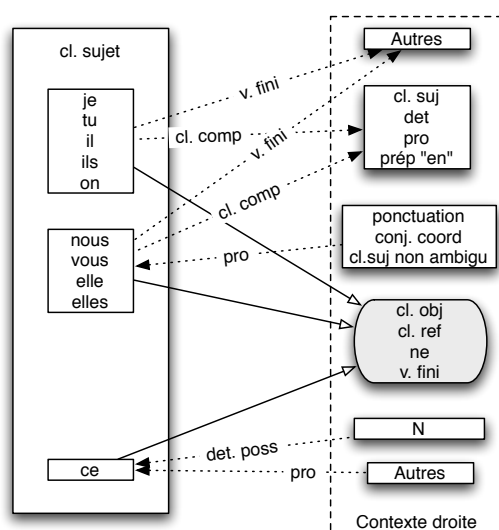 cl. sujet
je
tu
il
ils
on
nous
vous
elle
elles
ce
v. fini
cl. comp
v. fini
cl. comp
pro
det. poss
pro
Autres
cl. suj
det
pro
prép "en"
ponctuation
conj. coord
cl.suj non ambigu
cl. obj
cl. ref
ne
v. fini
N
Autres
Contexte droite